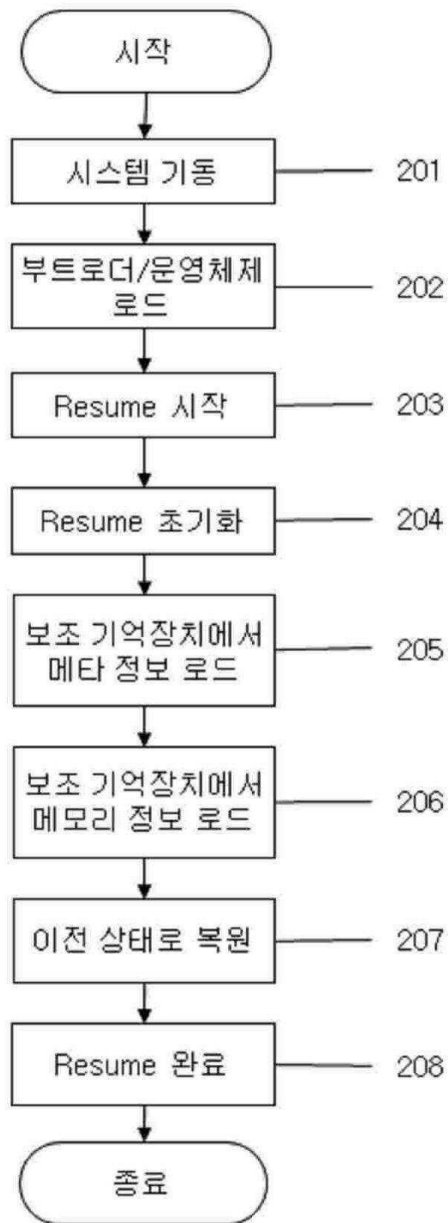 시작
시스템 기동
201
부트로더/운영체제
로드
202
Resume 시작
203
Resume 초기화
204
보조 기억장치에서
메타 정보 로드
205
보조 기억장치에서
메모리 정보 로드
206
이전 상태로 복원
207
Resume 완료
208
종료